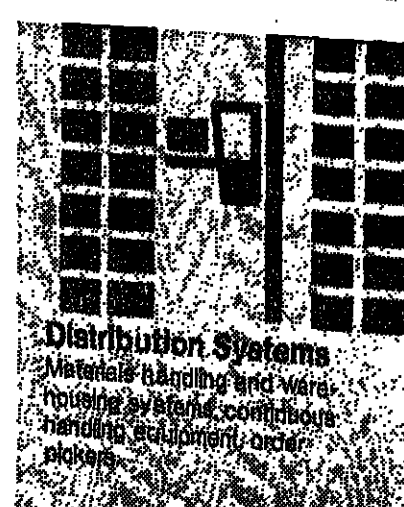 Distribution Systems
Materials handling and ware-
housing systems, continuous
handling equipment, order
pickers.